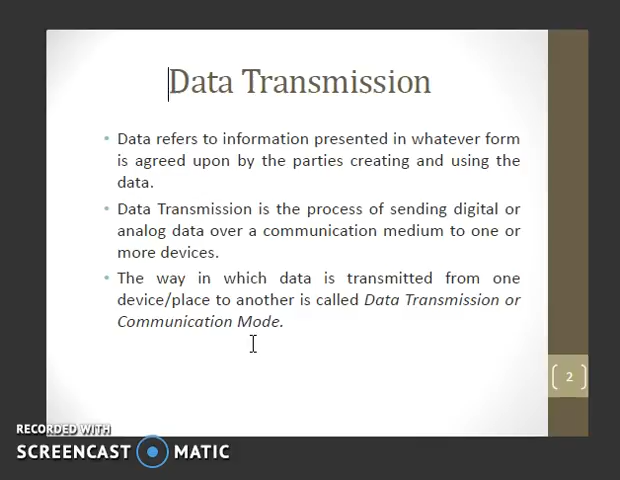 Data Transmission
• Data refers to information presented in whatever form
is agreed upon by the parties creating and using the
data.
• Data Transmission is the process of sending digital or
analog data over a communication medium to one or
more devices.
• The way in which data is transmitted from one
device/place to another is called Data Transmission or
Communication Mode.
2
RECORDED WITH
SCREENCAST MATIC